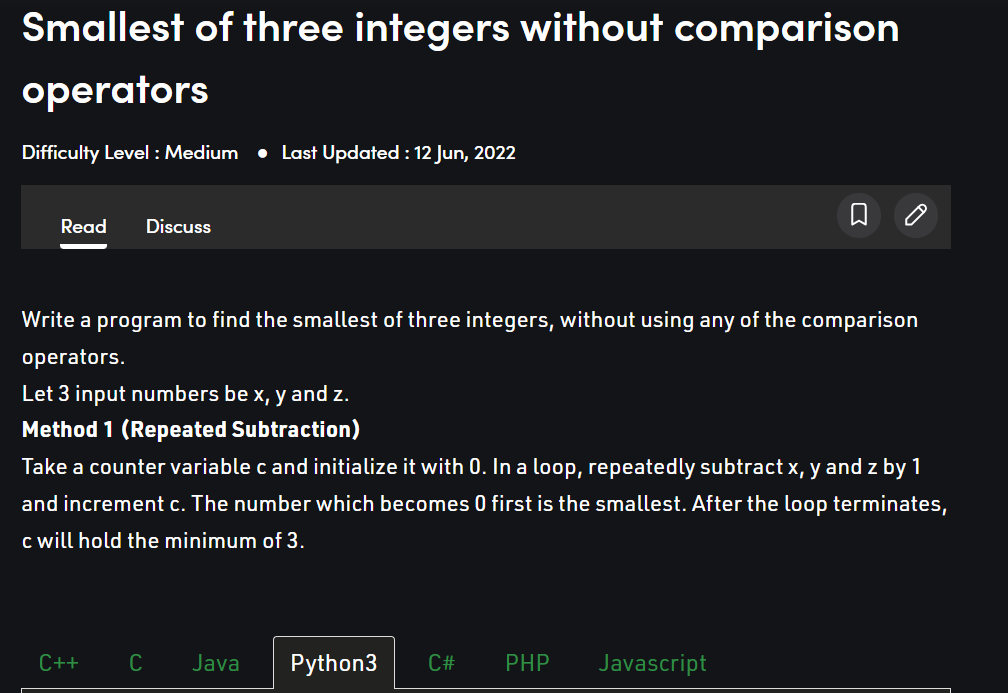 Smallest of three integers without comparison
operators
Difficulty Level : Medium ● Last Updated : 12 Jun, 2022
Read Discuss
Write a program to find the smallest of three integers, without using any of the comparison
operators.
Let 3 input numbers be x, y and z.
Method 1 (Repeated Subtraction)
Take a counter variable c and initialize it with 0. In a loop, repeatedly subtract x, y and z by 1
and increment c. The number which becomes 0 first is the smallest. After the loop terminates,
c will hold the minimum of 3.
C++ C Java Python3 C# PHP Javascript